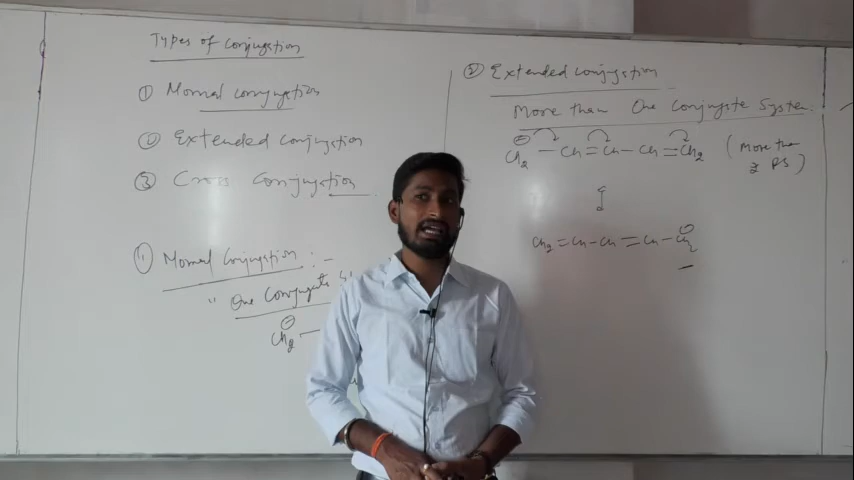 Types of Conjugation
① Normal conjugation
② Extended conjugation
③ Cross Conjugation
① Normal Conjugation :-
" One Conjugate
⊖
CH2 —
② Extended conjugation
More than One Conjugate System.
⊖
CH2 — CH = CH — CH = CH2 ( More than
2 RS )
CH2 = CH - CH = CH - CH2
⊖